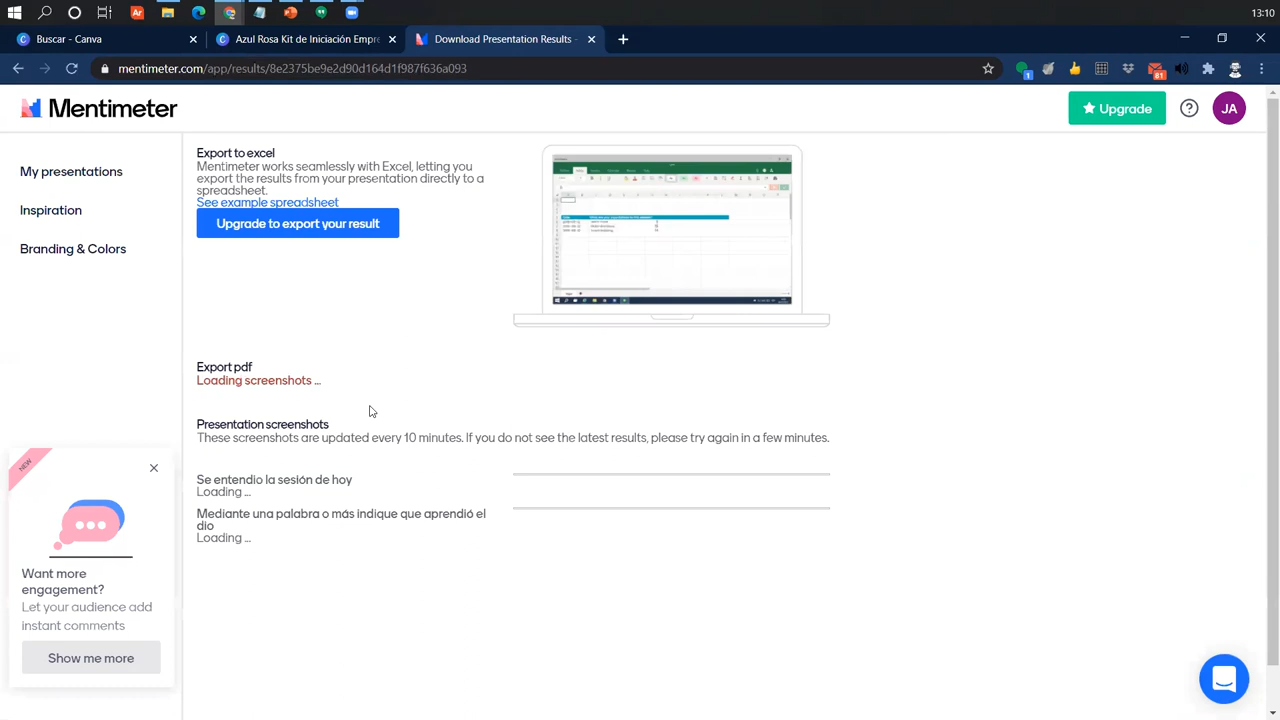 13:10
Buscar - Canva
Azul Rosa Kit de Iniciación Empre
Download Presentation Results -
mentimeter.com/app/results/8e2375be9e2d90d164d1f987f636a093
81
1
Mentimeter
Upgrade
JA
My presentations
Inspiration
Branding & Colors
Export to excel
Mentimeter works seamlessly with Excel, letting you
export the results from your presentation directly to a
spreadsheet.
See example spreadsheet
Upgrade to export your result
Export pdf
Loading screenshots ...
Presentation screenshots
These screenshots are updated every 10 minutes. If you do not see the latest results, please try again in a few minutes.
Se entendio la sesión de hoy
Loading ...
Mediante una palabra o más indique que aprendió el
dio
Loading ...
NEW
Want more
engagement?
Let your audience add
instant comments
Show me more